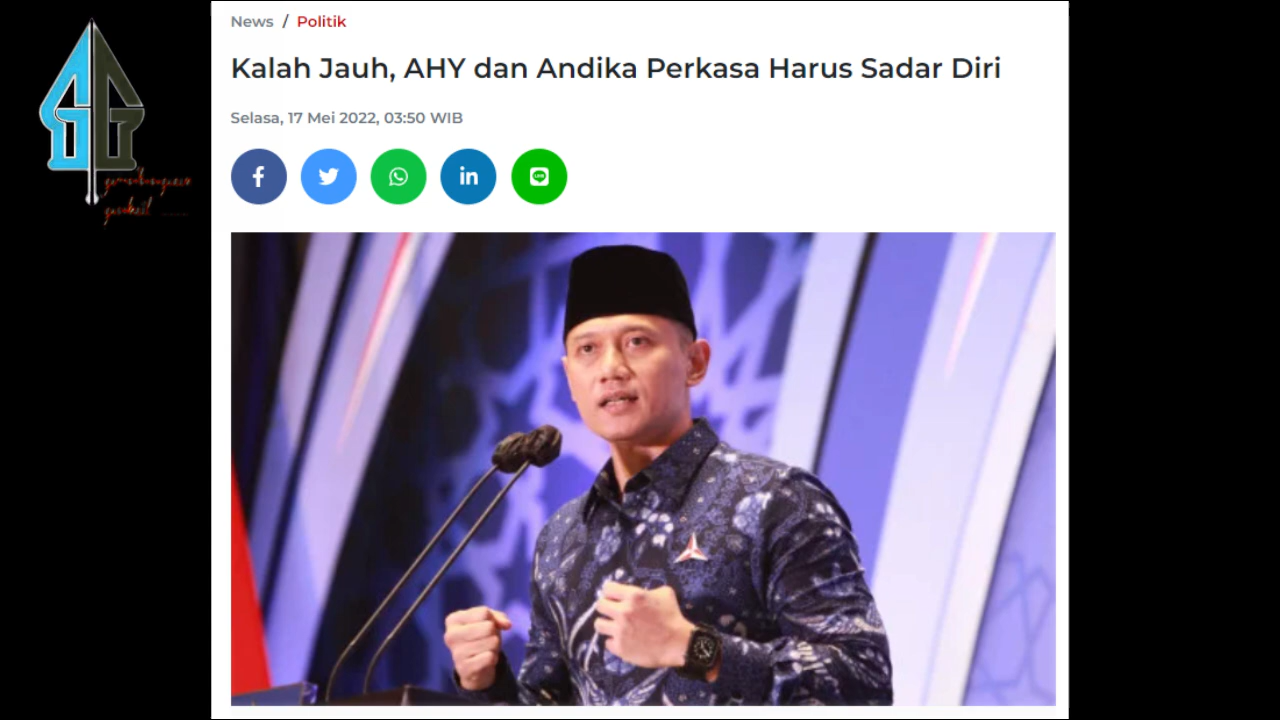 News / Politik
Kalah Jauh, AHY dan Andika Perkasa Harus Sadar Diri
Selasa, 17 Mei 2022, 03:50 WIB